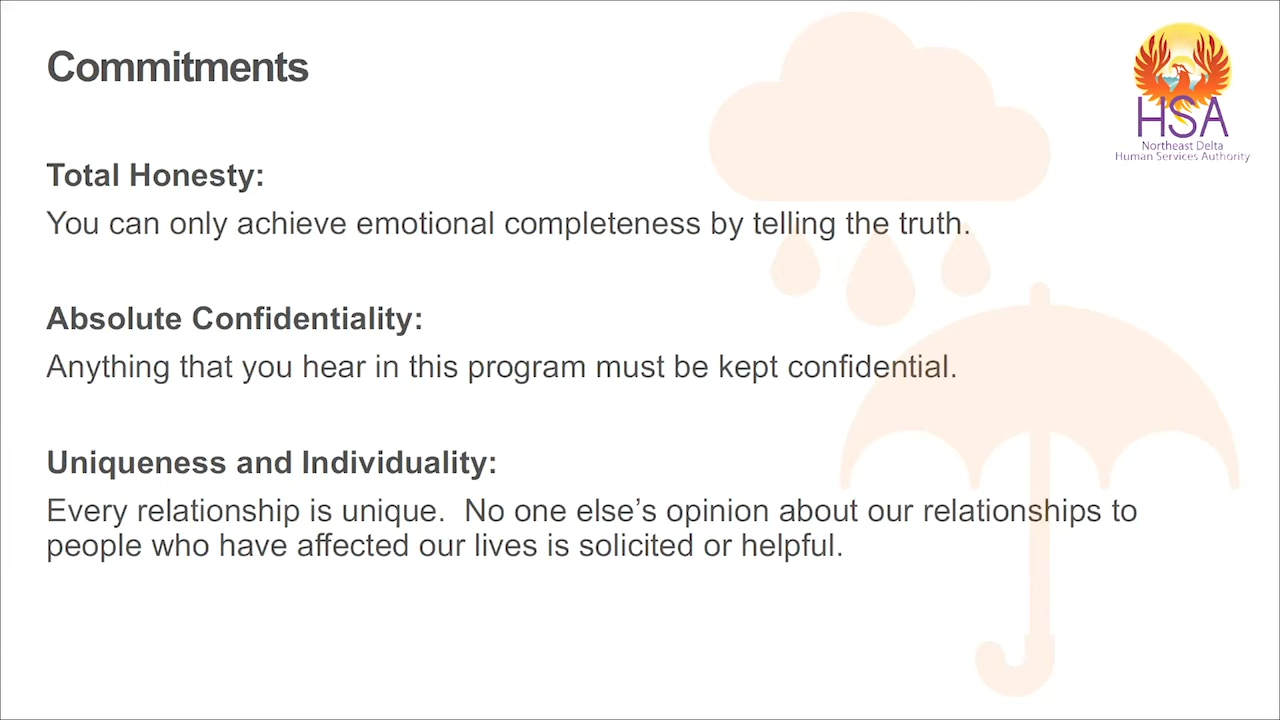 Commitments
HSA
Northeast Delta
Human Services Authority
Total Honesty:
You can only achieve emotional completeness by telling the truth.
Absolute Confidentiality:
Anything that you hear in this program must be kept confidential.
Uniqueness and Individuality:
Every relationship is unique.  No one else’s opinion about our relationships to
people who have affected our lives is solicited or helpful.